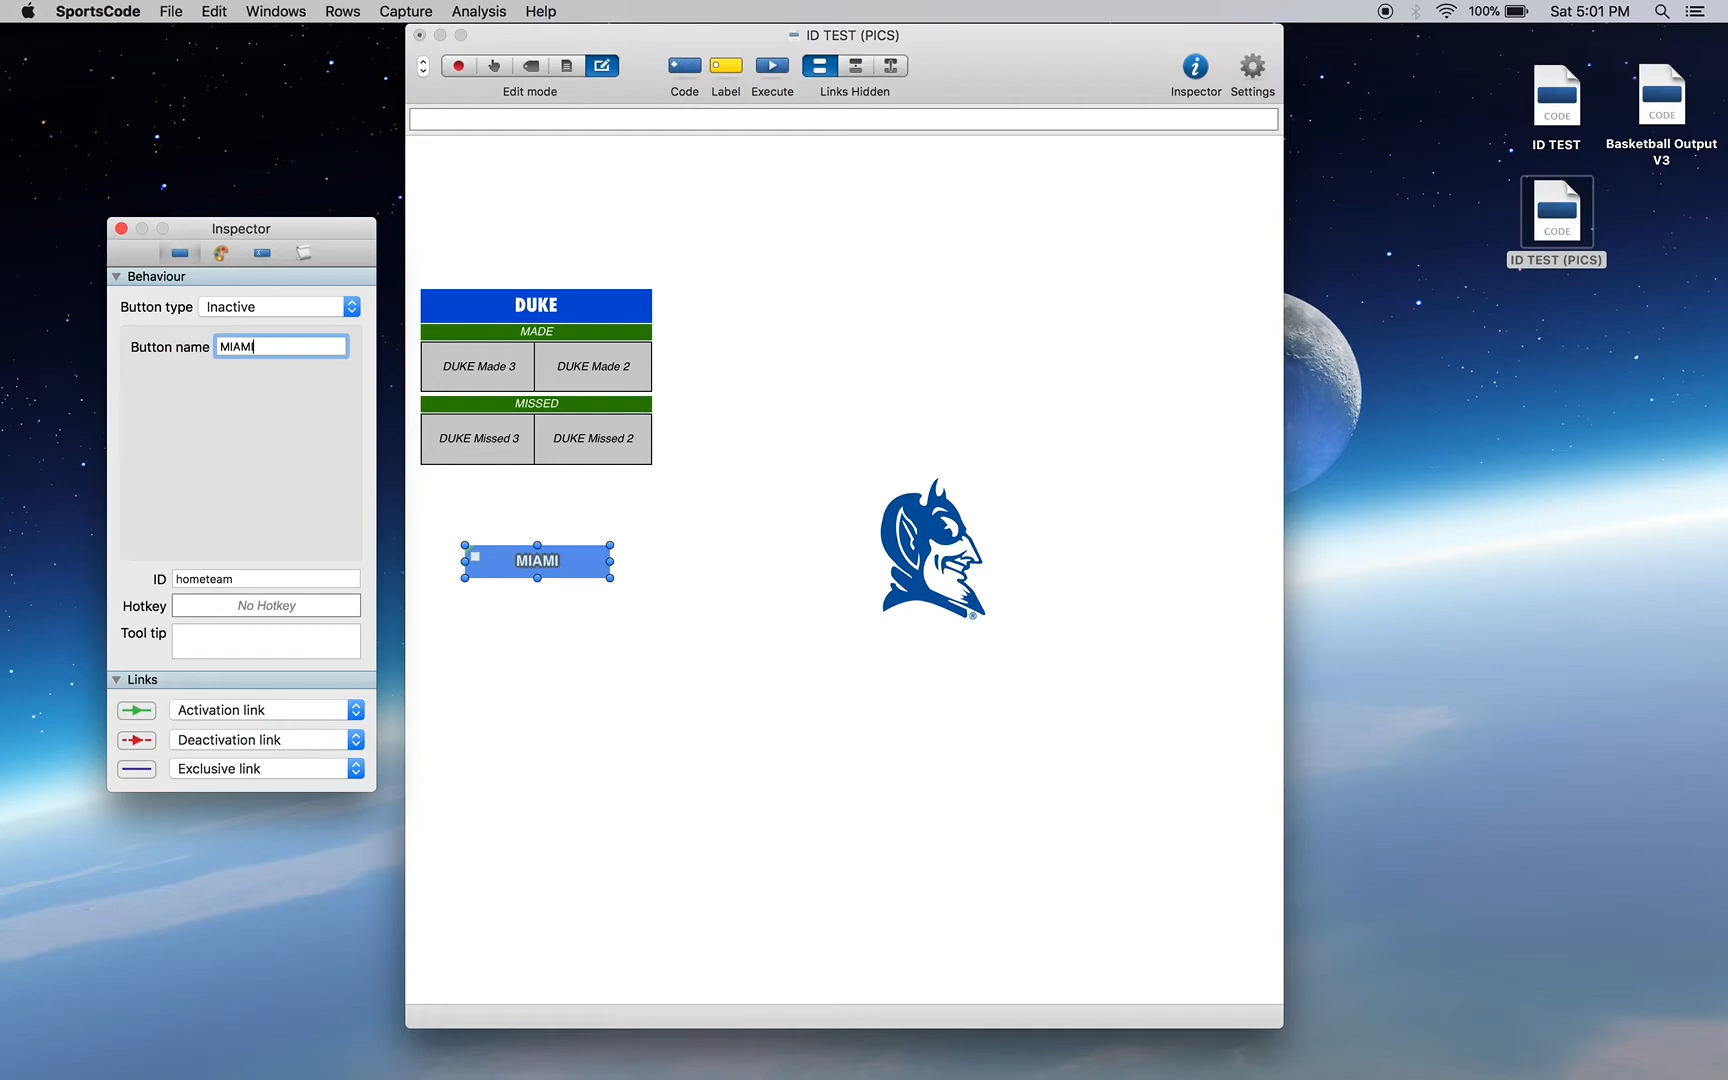 SportsCode File Edit Windows Rows Capture Analysis Help
100% Sat 5:01 PM
ID TEST (PICS)
Edit mode
Code Label Execute Links Hidden
Inspector Settings
CODE
ID TEST
CODE
Basketball Output
V3
CODE
ID TEST (PICS)
Inspector
Behaviour
Button type Inactive
Button name MIAMI
ID hometeam
Hotkey No Hotkey
Tool tip
Links
Activation link
Deactivation link
Exclusive link
DUKE
MADE
DUKE Made 3 DUKE Made 2
MISSED
DUKE Missed 3 DUKE Missed 2
MIAMI
®